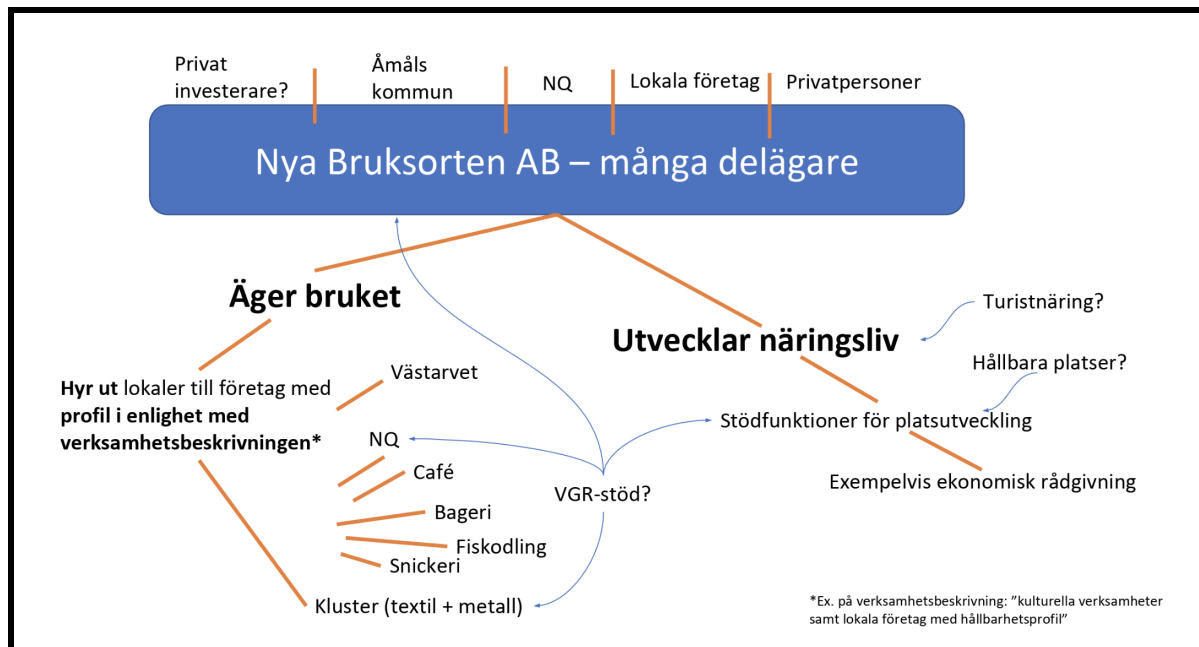 Privat
investerare?
Åmåls
kommun
NQ
Lokala företag
Privatpersoner
Nya Bruksorten AB – många delägare
Äger bruket
Utvecklar näringsliv
Turistnäring?
Hållbara platser?
Hyr ut lokaler till företag med
profil i enlighet med
verksamhetsbeskrivningen*
Västarvet
NQ
Café
Bageri
Fiskodling
Snickeri
Kluster (textil + metall)
VGR-stöd?
Stödfunktioner för platsutveckling
Exempelvis ekonomisk rådgivning
*Ex. på verksamhetsbeskrivning: ”kulturella verksamheter
samt lokala företag med hållbarhetsprofil”